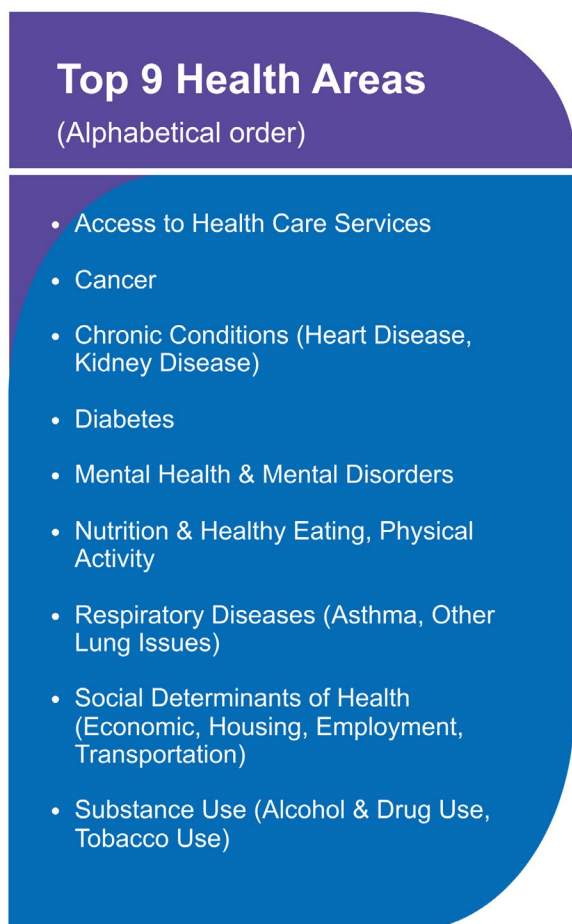 Top 9 Health Areas
(Alphabetical order)
• Access to Health Care Services
• Cancer
• Chronic Conditions (Heart Disease,
Kidney Disease)
• Diabetes
• Mental Health & Mental Disorders
• Nutrition & Healthy Eating, Physical
Activity
• Respiratory Diseases (Asthma, Other
Lung Issues)
• Social Determinants of Health
(Economic, Housing, Employment,
Transportation)
• Substance Use (Alcohol & Drug Use,
Tobacco Use)